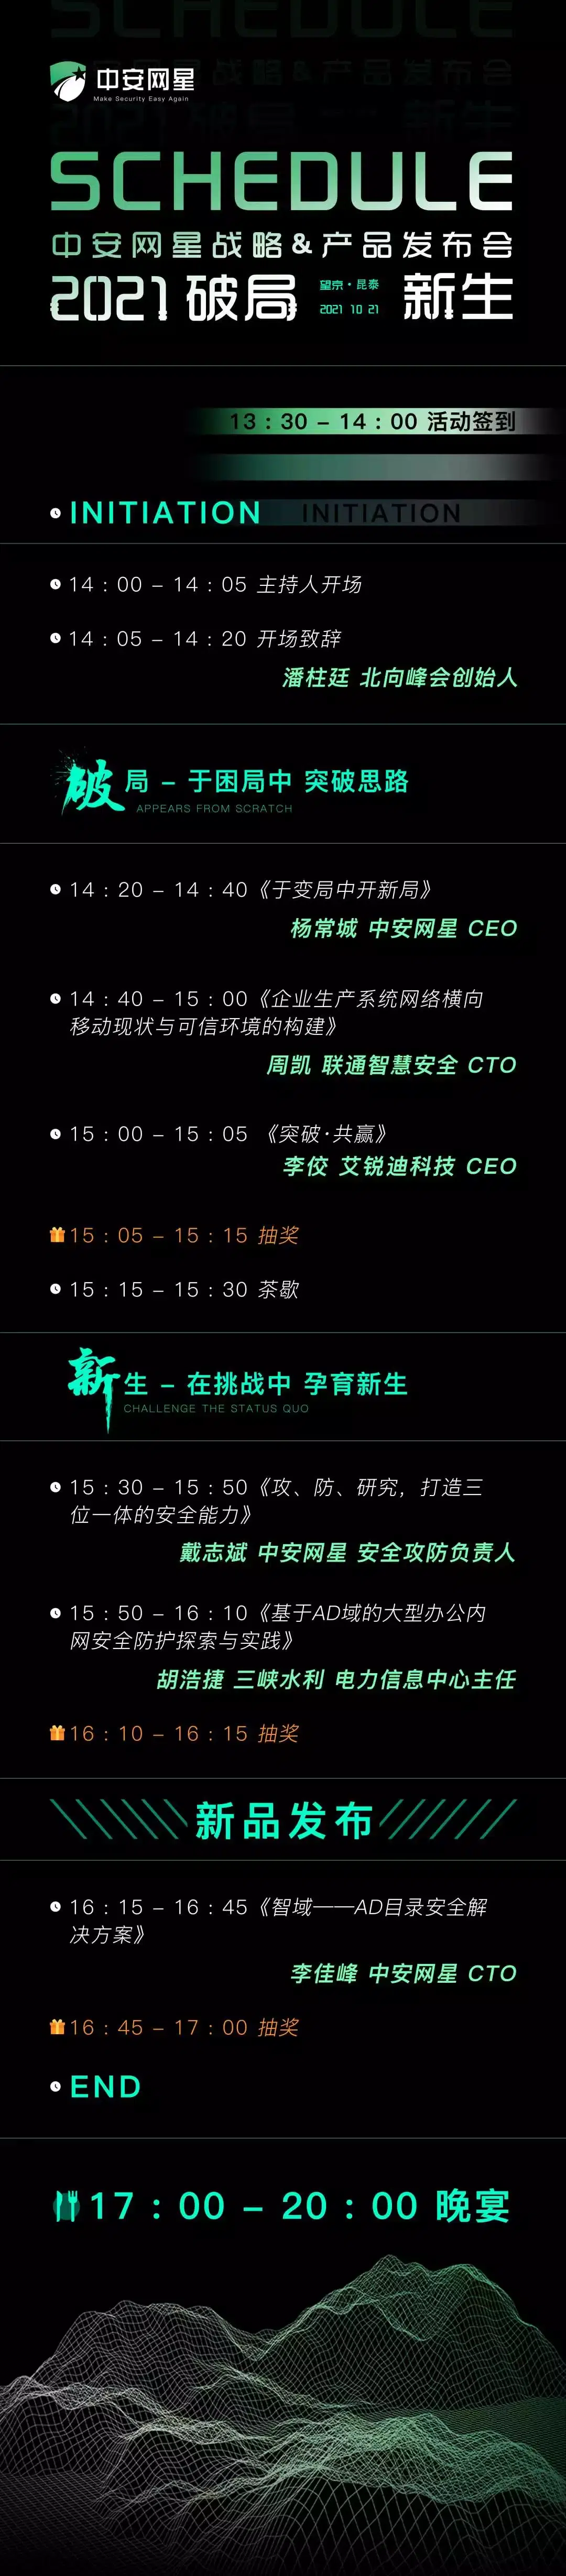 中安网星战略&产品发布会
中安网星
Make Security Easy Again
SCHEDULE
中安网星战略&产品发布会
2021 破局 望京·昆泰 新生
2021 10 21
13 : 30 – 14 : 00 活动签到
INITIATION INITIATION
14 : 00 – 14 : 05 主持人开场
14 : 05 – 14 : 20 开场致辞
潘柱廷 北向峰会创始人
破局 – 于困局中 突破思路
APPEARS FROM SCRATCH
14 : 20 – 14 : 40《于变局中开新局》
杨常城 中安网星 CEO
14 : 40 – 15 : 00《企业生产系统网络横向
移动现状与可信环境的构建》
周凯 联通智慧安全 CTO
15 : 00 – 15 : 05 《突破·共赢》
李佼 艾锐迪科技 CEO
15 : 05 – 15 : 15 抽奖
15 : 15 – 15 : 30 茶歇
新生 – 在挑战中 孕育新生
CHALLENGE THE STATUS QUO
15 : 30 – 15 : 50《攻、防、研究，打造三
位一体的安全能力》
戴志斌 中安网星 安全攻防负责人
15 : 50 – 16 : 10《基于AD域的大型办公内
网安全防护探索与实践》
胡浩捷 三峡水利 电力信息中心主任
16 : 10 – 16 : 15 抽奖
新品发布
16 : 15 – 16 : 45《智域——AD目录安全解
决方案》
李佳峰 中安网星 CTO
16 : 45 – 17 : 00 抽奖
END
17 : 00 – 20 : 00 晚宴